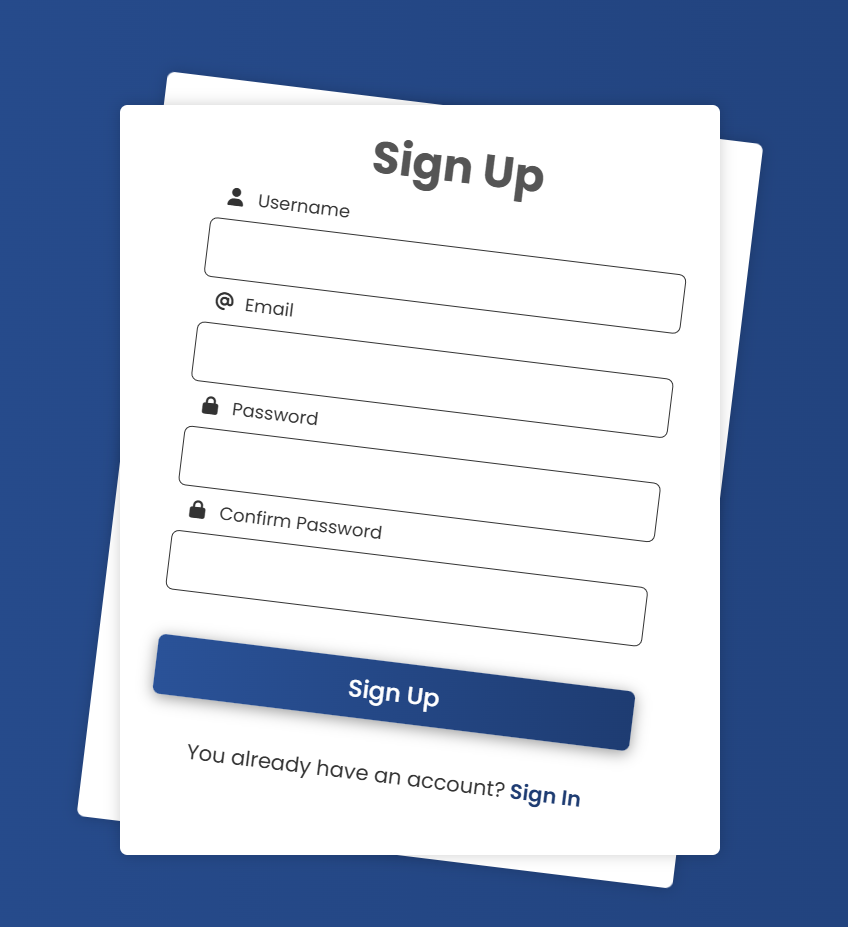 Sign Up
Username
Email
Password
Confirm Password
Sign Up
You already have an account? Sign In